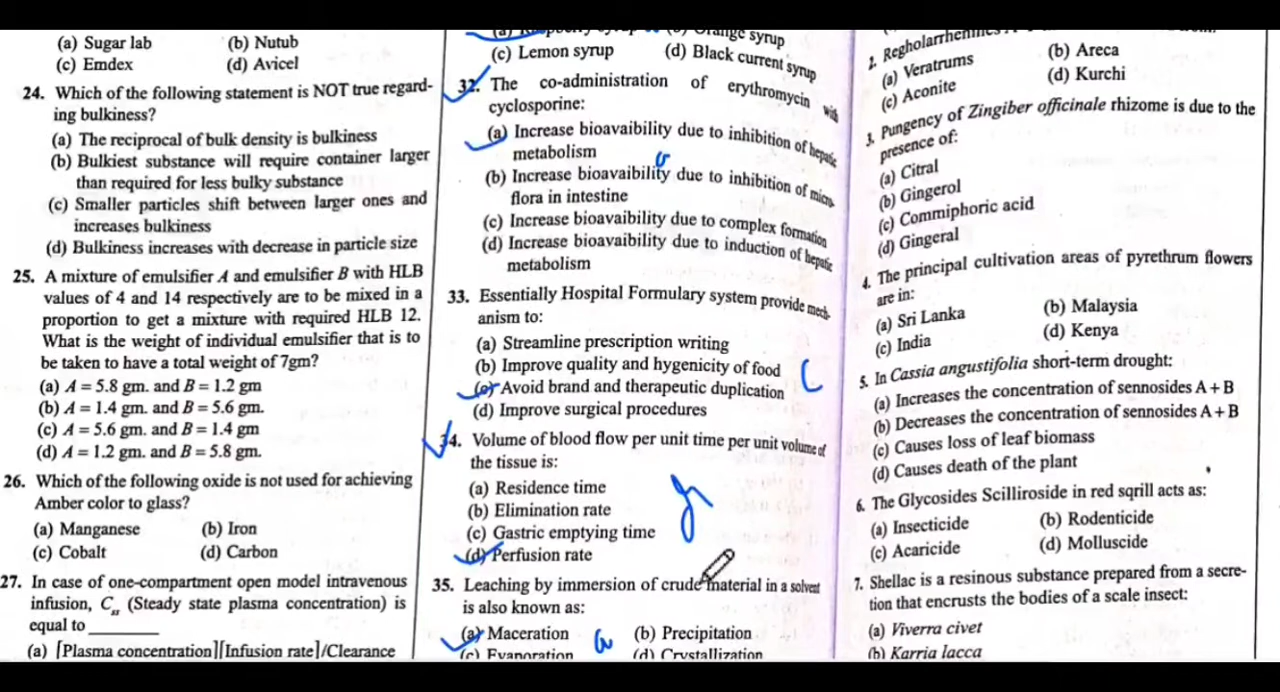 (a) Sugar lab (b) Nutub
(c) Emdex (d) Avicel
24. Which of the following statement is NOT true regard-
ing bulkiness?
(a) The reciprocal of bulk density is bulkiness
(b) Bulkiest substance will require container larger
than required for less bulky substance
(c) Smaller particles shift between larger ones and
increases bulkiness
(d) Bulkiness increases with decrease in particle size
25. A mixture of emulsifier A and emulsifier B with HLB
values of 4 and 14 respectively are to be mixed in a
proportion to get a mixture with required HLB 12.
What is the weight of individual emulsifier that is to
be taken to have a total weight of 7gm?
(a) A = 5.8 gm. and B = 1.2 gm
(b) A = 1.4 gm. and B = 5.6 gm.
(c) A = 5.6 gm. and B = 1.4 gm
(d) A = 1.2 gm. and B = 5.8 gm.
26. Which of the following oxide is not used for achieving
Amber color to glass?
(a) Manganese (b) Iron
(c) Cobalt (d) Carbon
27. In case of one-compartment open model intravenous
infusion, C_ss (Steady state plasma concentration) is
equal to ______
(a) [Plasma concentration][Infusion rate]/Clearance
syrup
(c) Lemon syrup (d) Black current syrup
32. The co-administration of erythromycin with
cyclosporine:
(a) Increase bioavaibility due to inhibition of hepatic
metabolism
(b) Increase bioavaibility due to inhibition of micro-
flora in intestine
(c) Increase bioavaibility due to complex formation
(d) Increase bioavaibility due to induction of hepatic
metabolism
33. Essentially Hospital Formulary system provide mech-
anism to:
(a) Streamline prescription writing
(b) Improve quality and hygenicity of food
(c) Avoid brand and therapeutic duplication
(d) Improve surgical procedures
34. Volume of blood flow per unit time per unit volume of
the tissue is:
(a) Residence time
(b) Elimination rate
(c) Gastric emptying time
(d) Perfusion rate
35. Leaching by immersion of crude material in a solvent
is also known as:
(a) Maceration (b) Precipitation
(c) Evaporation (d) Crystallization
2.
(a) Veratrums (b) Areca
(c) Aconite (d) Kurchi
3. Pungency of Zingiber officinale rhizome is due to the
presence of:
(a) Citral
(b) Gingerol
(c) Commiphoric acid
(d) Gingeral
4. The principal cultivation areas of pyrethrum flowers
are in:
(a) Sri Lanka (b) Malaysia
(c) India (d) Kenya
5. In Cassia angustifolia short-term drought:
(a) Increases the concentration of sennosides A + B
(b) Decreases the concentration of sennosides A + B
(c) Causes loss of leaf biomass
(d) Causes death of the plant
6. The Glycosides Scilliroside in red sqrill acts as:
(a) Insecticide (b) Rodenticide
(c) Acaricide (d) Molluscide
7. Shellac is a resinous substance prepared from a secre-
tion that encrusts the bodies of a scale insect:
(a) Viverra civet
(b) Karria lacca